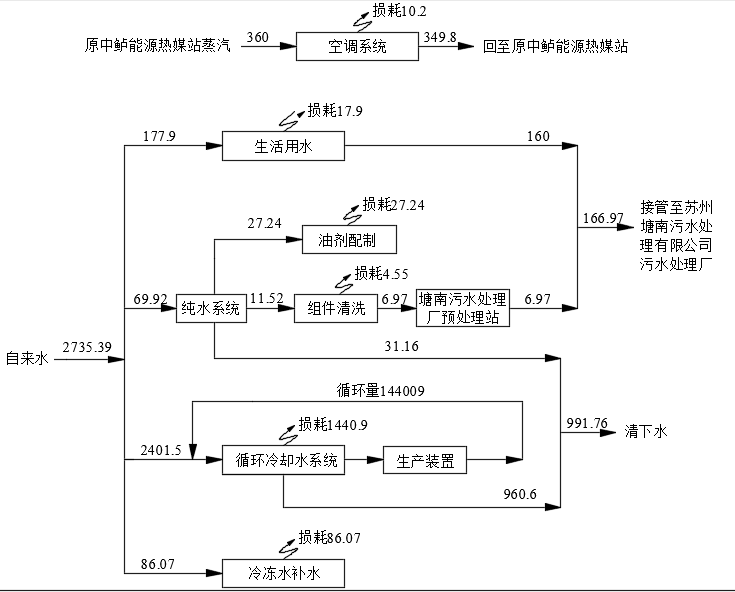 损耗10.2
原中鲈能源热媒站蒸汽
360
空调系统
349.8
回至原中鲈能源热媒站
损耗17.9
177.9
生活用水
160
损耗27.24
27.24
油剂配制
接管至苏州
塘南污水处
理有限公司
污水处理厂
166.97
损耗4.55
69.92
纯水系统
11.52
组件清洗
6.97
塘南污水处理
厂预处理站
6.97
自来水
2735.39
31.16
循环量144009
损耗1440.9
2401.5
循环冷却水系统
生产装置
991.76
清下水
960.6
损耗86.07
86.07
冷冻水补水